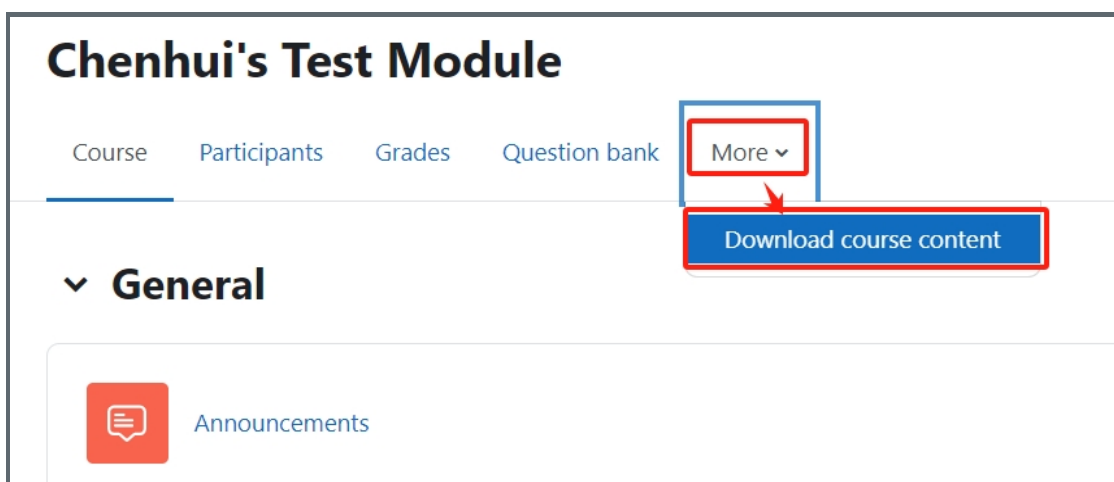 Chenhui's Test Module
Course Participants Grades Question bank More
Download course content
General
Announcements